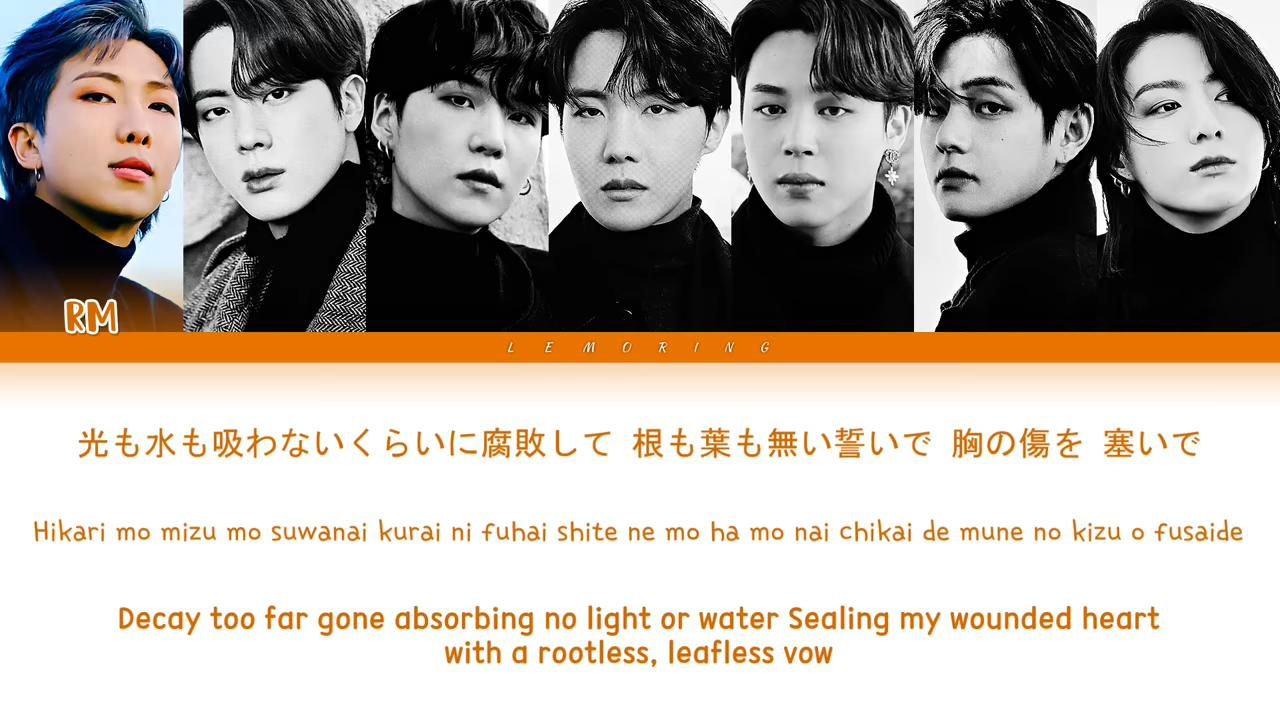 RM
LEMORING
光も水も吸わないくらいに腐敗して 根も葉も無い誓いで 胸の傷を 塞いで
Hikari mo mizu mo suwanai kurai ni fuhai shite ne mo ha mo nai chikai de mune no kizu o fusaide
Decay too far gone absorbing no light or water Sealing my wounded heart
with a rootless, leafless vow